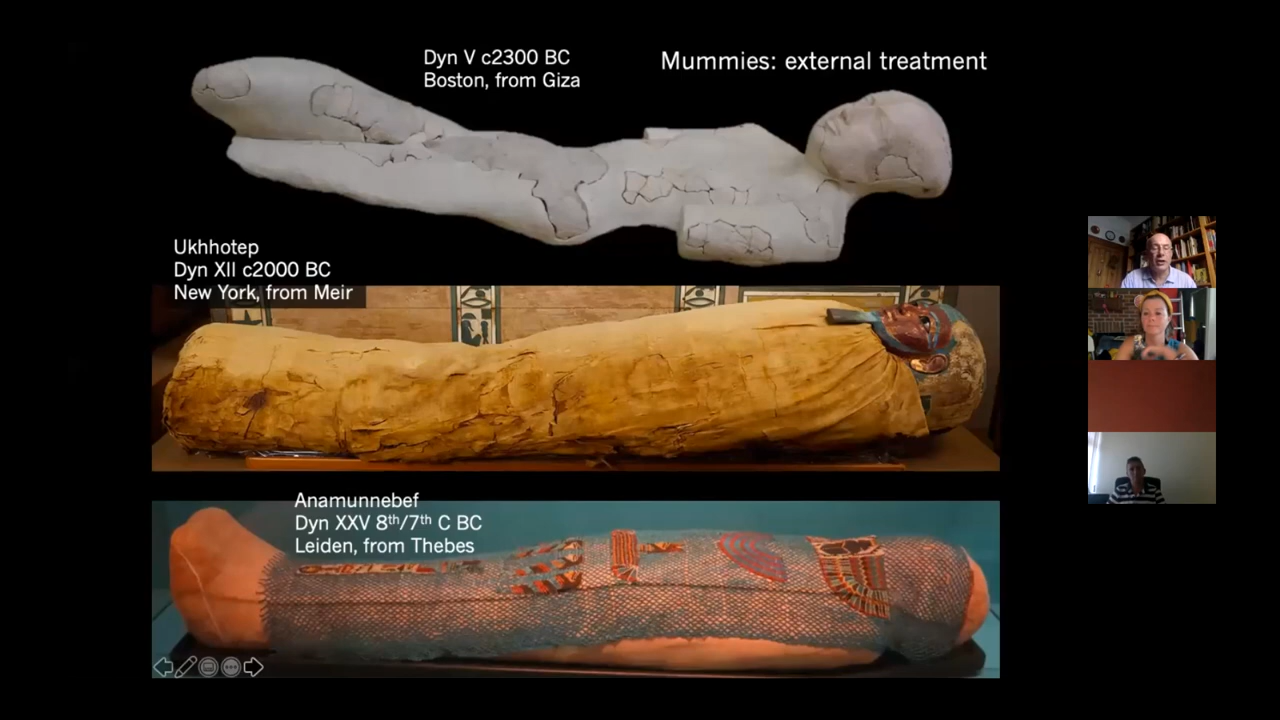 Dyn V c2300 BC
Boston, from Giza
Mummies: external treatment
Ukhhotep
Dyn XII c2000 BC
New York, from Meir
Anamunnebef
Dyn XXV 8th/7th C BC
Leiden, from Thebes